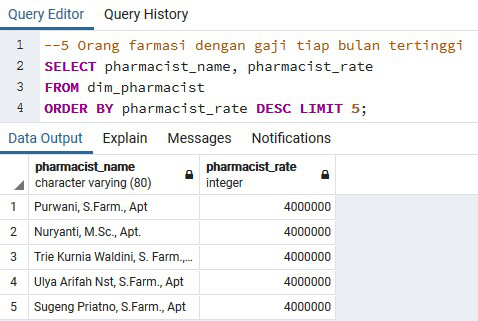 Query Editor Query History
1 --5 Orang farmasi dengan gaji tiap bulan tertinggi
2 SELECT pharmacist_name, pharmacist_rate
3 FROM dim_pharmacist
4 ORDER BY pharmacist_rate DESC LIMIT 5;
Data Output Explain Messages Notifications
pharmacist_name pharmacist_rate
character varying (80) integer
1 Purwani, S.Farm., Apt 4000000
2 Nuryanti, M.Sc., Apt. 4000000
3 Trie Kurnia Waldini, S. Farm.,... 4000000
4 Ulya Arifah Nst, S.Farm., Apt 4000000
5 Sugeng Priatno, S.Farm., Apt 4000000